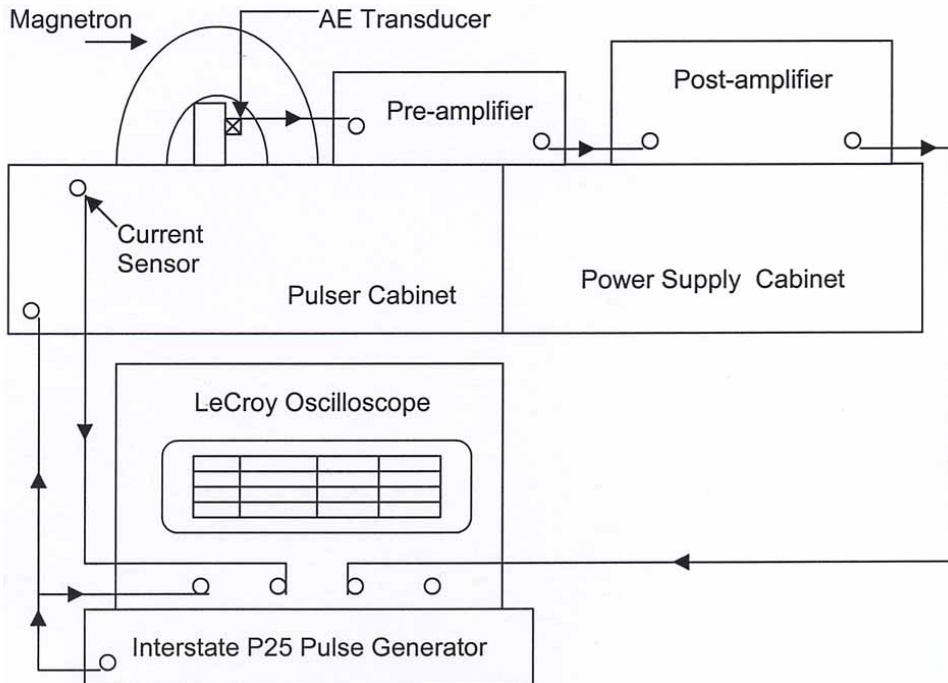 Magnetron
AE Transducer
Pre-amplifier
Post-amplifier
Current
Sensor
Pulser Cabinet
Power Supply Cabinet
LeCroy Oscilloscope
Interstate P25 Pulse Generator